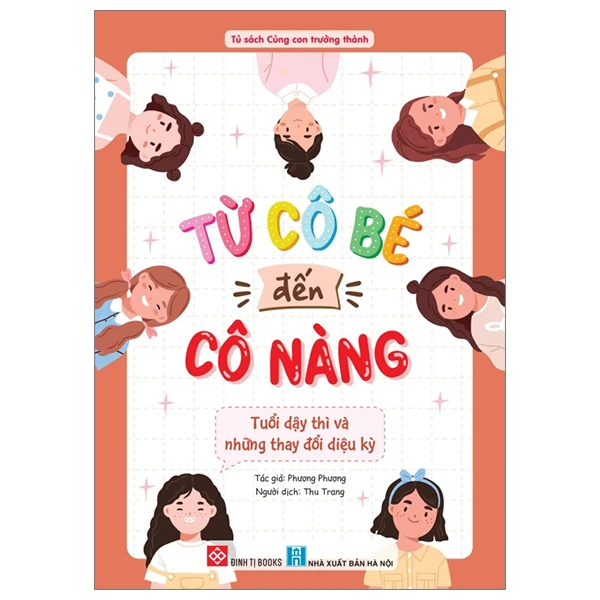 Tủ sách Cùng con trưởng thành
TỪ CÔ BÉ
đến
CÔ NÀNG
Tuổi dậy thì và
những thay đổi diệu kỳ
Tác giả: Phương Phương
Người dịch: Thu Trang
ĐINH TỊ BOOKS
NHÀ XUẤT BẢN HÀ NỘI